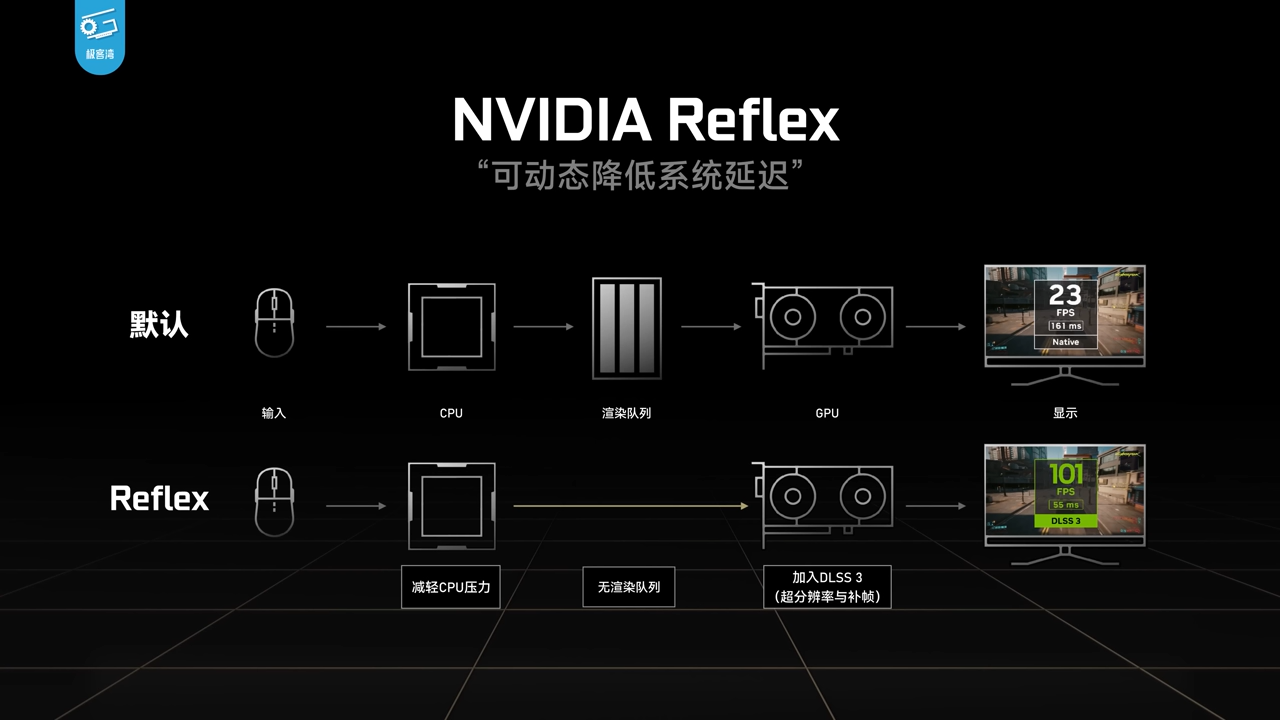 极客湾
NVIDIA Reflex
“可动态降低系统延迟”
默认
23
FPS
161 ms
Native
输入
CPU
渲染队列
GPU
显示
Reflex
101
FPS
55 ms
DLSS 3
减轻CPU压力
无渲染队列
加入DLSS 3
（超分辨率与补帧）